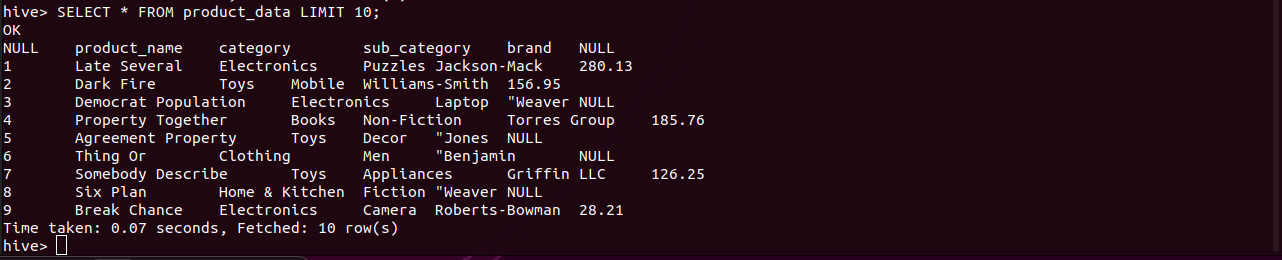 hive> SELECT * FROM product_data LIMIT 10;
OK
NULL product_name category sub_category brand NULL
1 Late Several Electronics Puzzles Jackson-Mack 280.13
2 Dark Fire Toys Mobile Williams-Smith 156.95
3 Democrat Population Electronics Laptop "Weaver NULL
4 Property Together Books Non-Fiction Torres Group 185.76
5 Agreement Property Toys Decor "Jones NULL
6 Thing Or Clothing Men "Benjamin NULL
7 Somebody Describe Toys Appliances Griffin LLC 126.25
8 Six Plan Home & Kitchen Fiction "Weaver NULL
9 Break Chance Electronics Camera Roberts-Bowman 28.21
Time taken: 0.07 seconds, Fetched: 10 row(s)
hive>